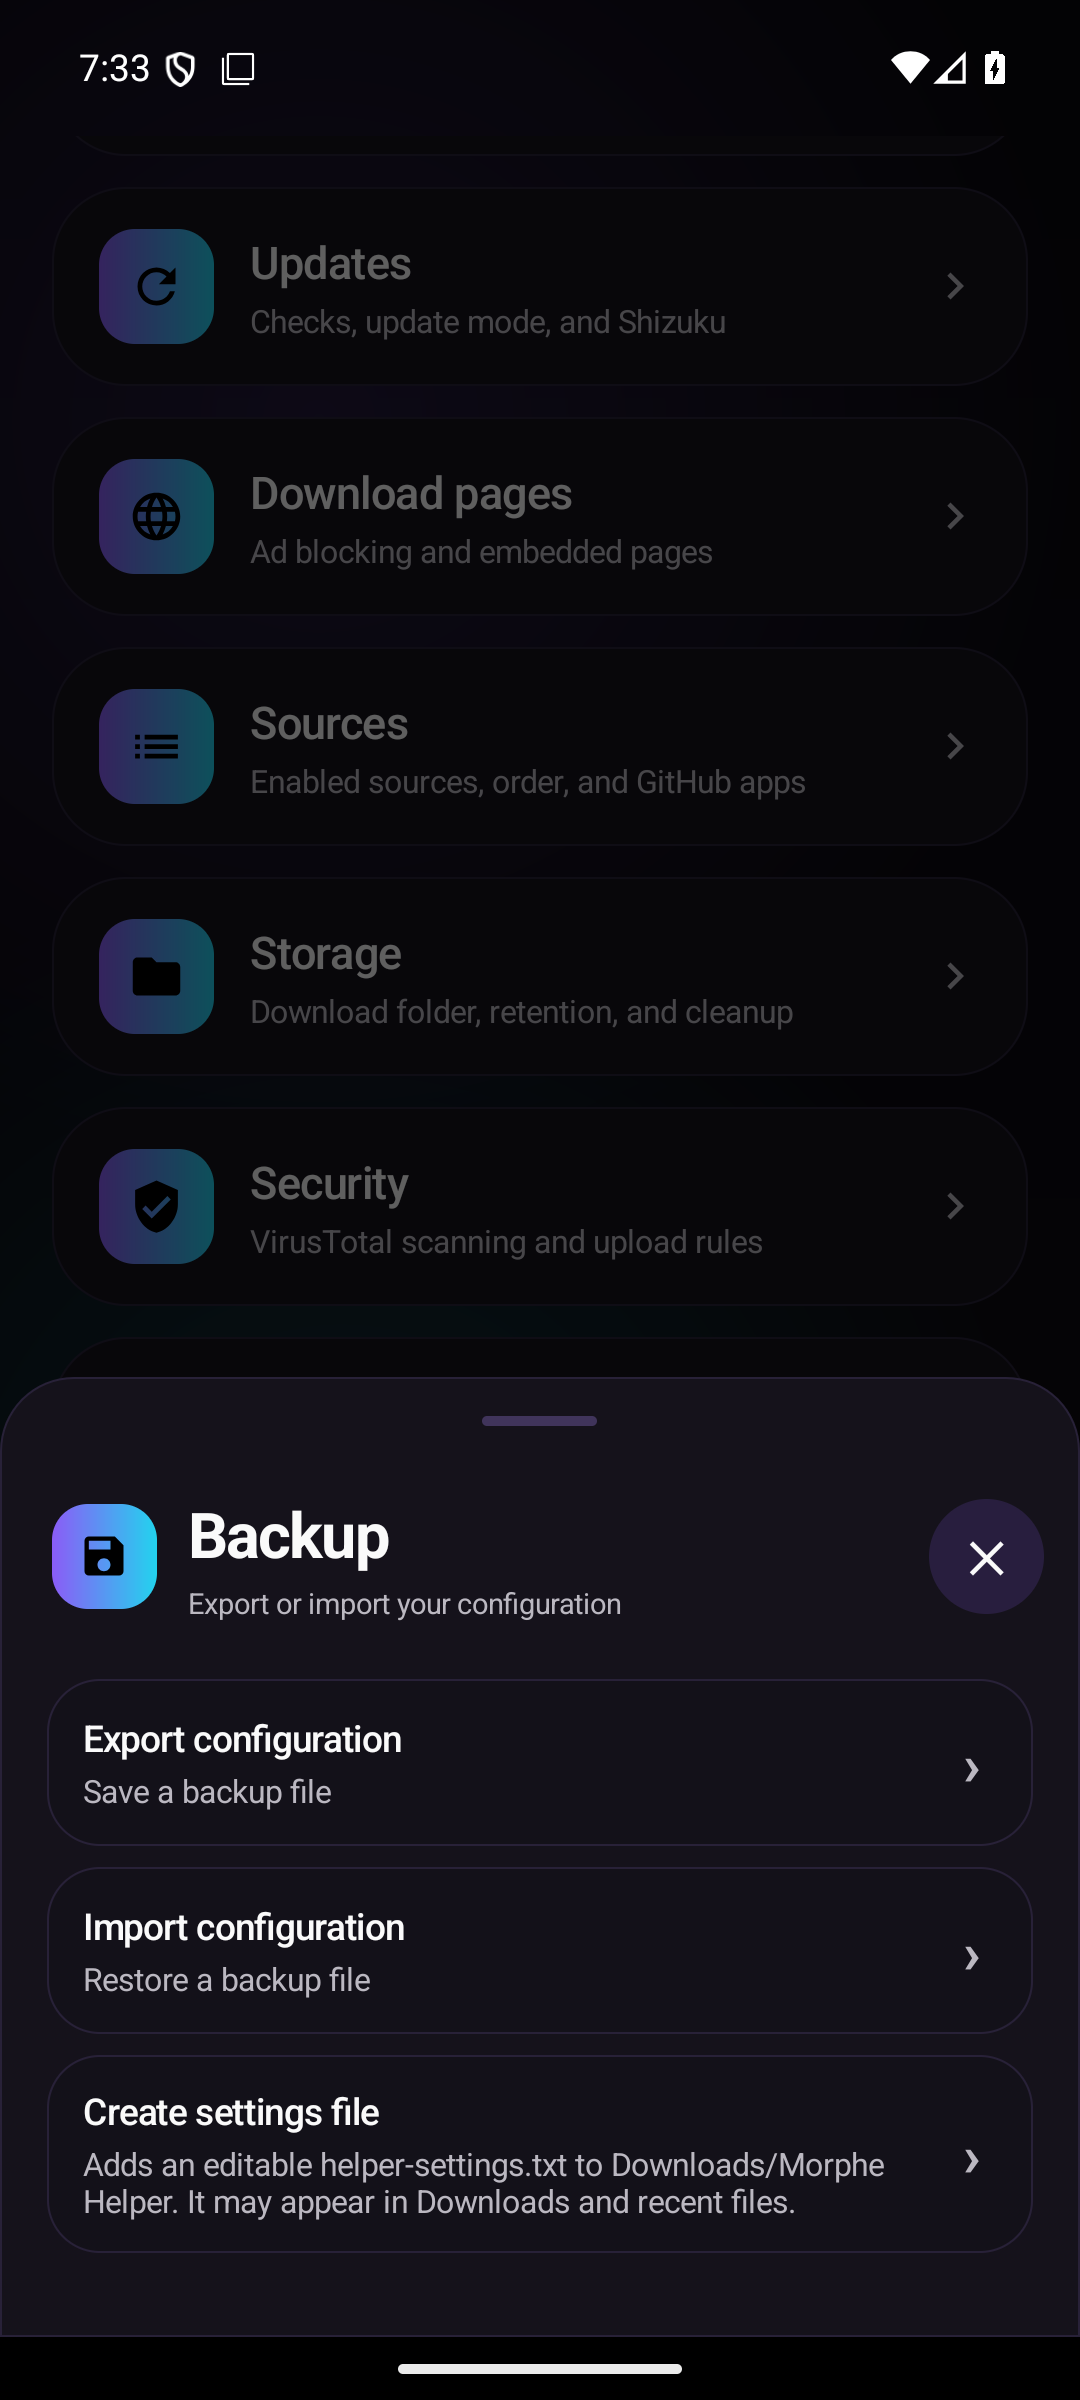 7:33
Updates
Checks, update mode, and Shizuku
Download pages
Ad blocking and embedded pages
Sources
Enabled sources, order, and GitHub apps
Storage
Download folder, retention, and cleanup
Security
VirusTotal scanning and upload rules
Backup
Export or import your configuration
Export configuration
Save a backup file
Import configuration
Restore a backup file
Create settings file
Adds an editable helper-settings.txt to Downloads/Morphe
Helper. It may appear in Downloads and recent files.